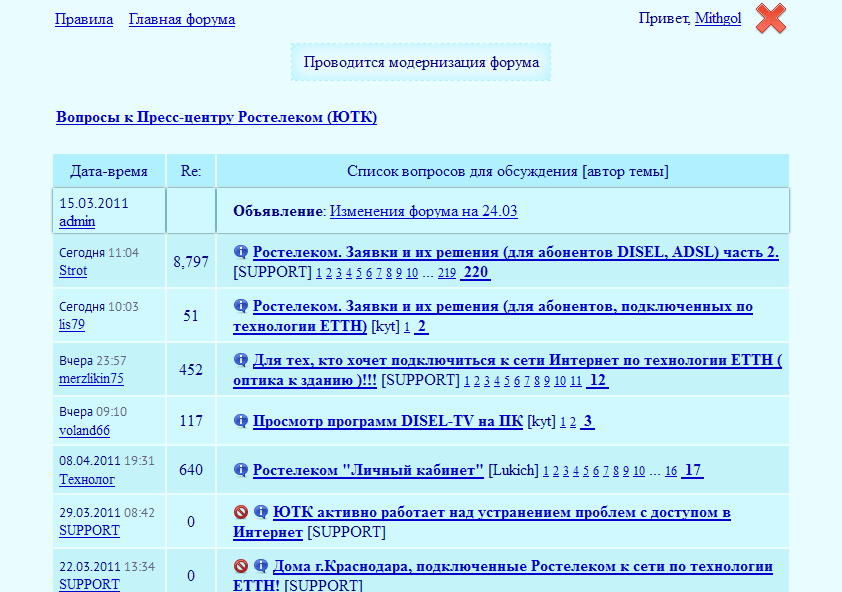 Правила Главная форума Привет, Mithgol
Проводится модернизация форума
Вопросы к Пресс-центру Ростелеком (ЮТК)
Дата-время Re: Список вопросов для обсуждения [автор темы]
15.03.2011
admin
Объявление: Изменения форума на 24.03
Сегодня 11:04
Strot
8,797
Ростелеком. Заявки и их решения (для абонентов DISEL, ADSL) часть 2.
[SUPPORT] 1 2 3 4 5 6 7 8 9 10 ... 219 220
Сегодня 10:03
lis79
51
Ростелеком. Заявки и их решения (для абонентов, подключенных по
технологии ETTH) [kyt] 1 2
Вчера 23:57
merzlikin75
452
Для тех, кто хочет подключиться к сети Интернет по технологии ETTH (
оптика к зданию )!!! [SUPPORT] 1 2 3 4 5 6 7 8 9 10 11 12
Вчера 09:10
voland66
117
Просмотр программ DISEL-TV на ПК [kyt] 1 2 3
08.04.2011 19:31
Технолог
640
Ростелеком "Личный кабинет" [Lukich] 1 2 3 4 5 6 7 8 9 10 ... 16 17
29.03.2011 08:42
SUPPORT
0
ЮТК активно работает над устранением проблем с доступом в
Интернет [SUPPORT]
22.03.2011 13:34
SUPPORT
0
Дома г.Краснодара, подключенные Ростелеком к сети по технологии
ETTH! [SUPPORT]